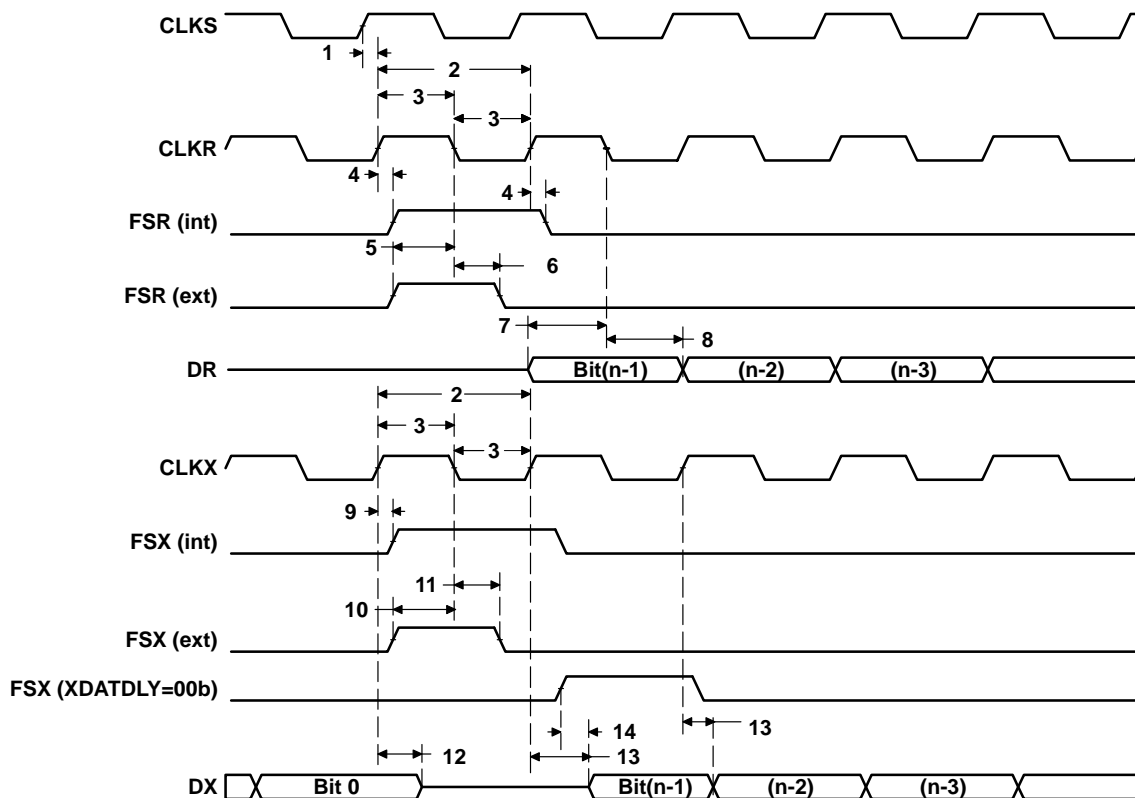 CLKS
1
2
3
3
CLKR
4
4
FSR (int)
5
6
FSR (ext)
7
8
DR
Bit(n-1)
(n-2)
(n-3)
2
3
3
CLKX
9
FSX (int)
11
10
FSX (ext)
FSX (XDATDLY=00b)
14
13
12
13
DX
Bit 0
Bit(n-1)
(n-2)
(n-3)